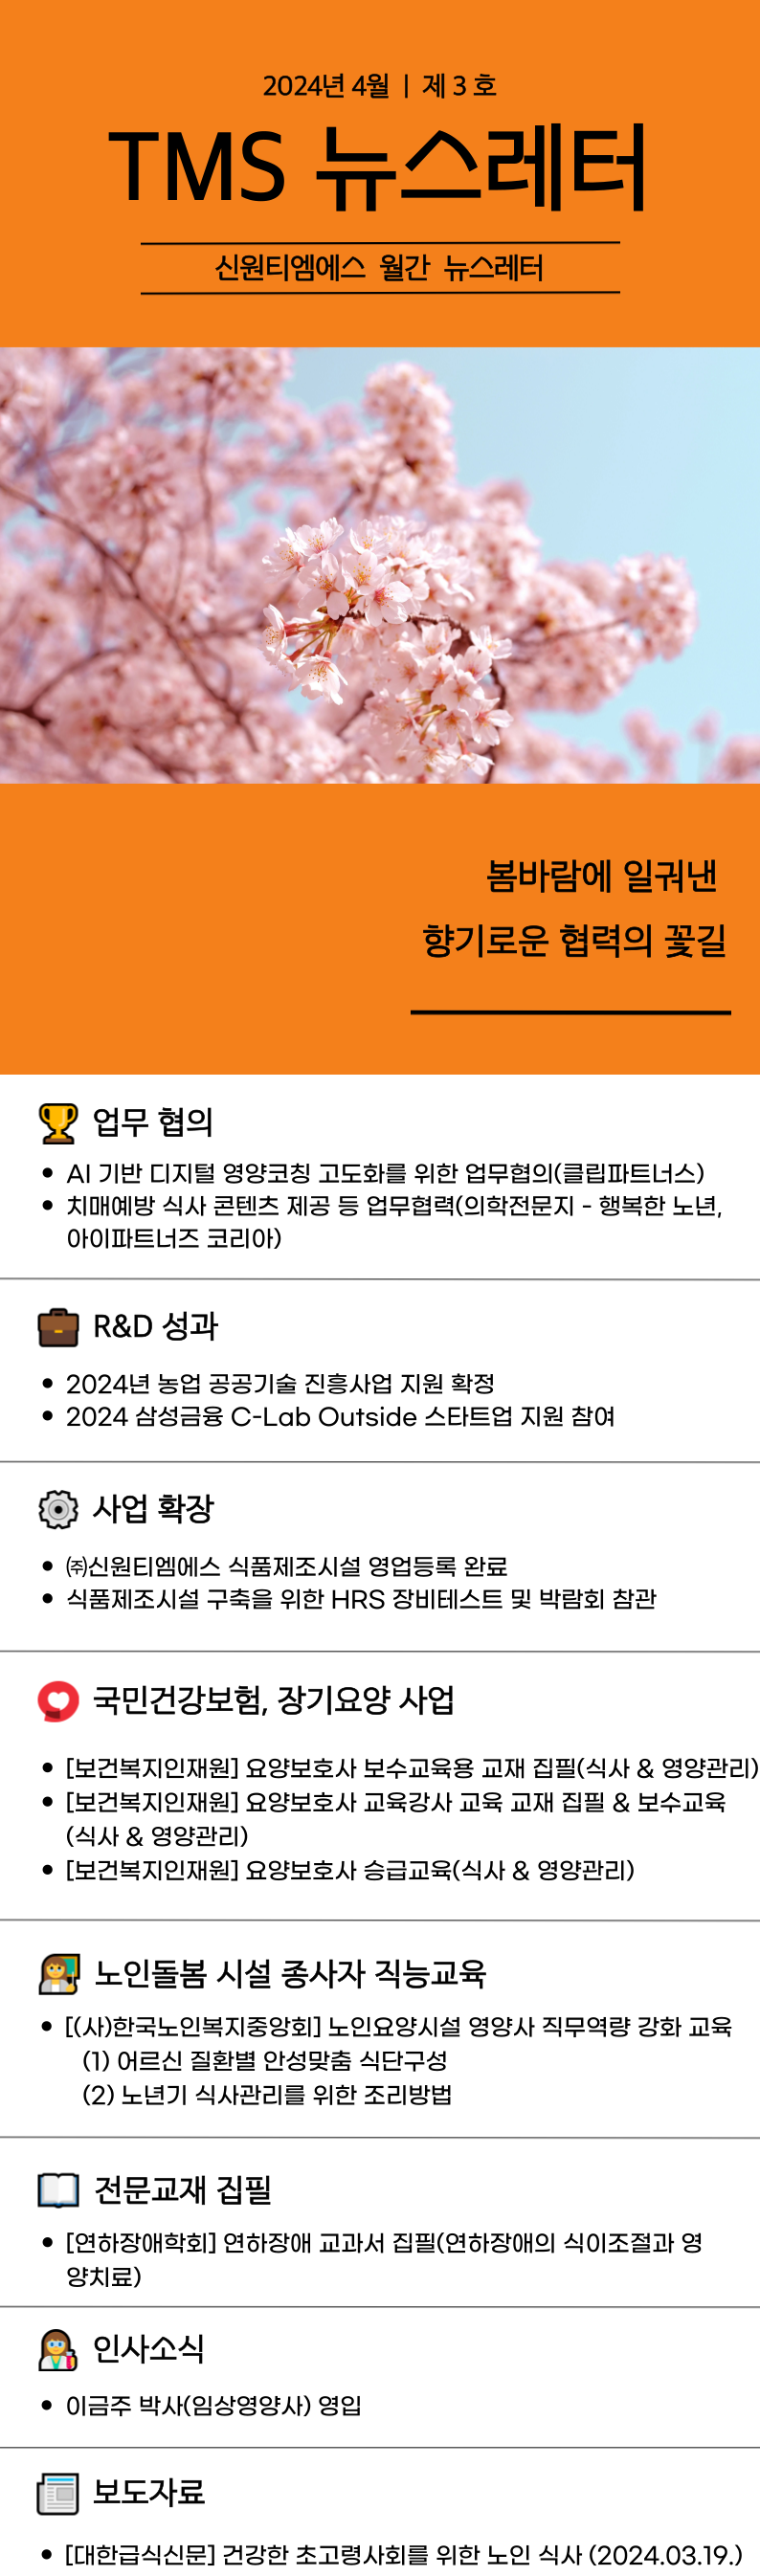 2024년 4월 | 제 3 호
TMS 뉴스레터
신원티엠에스 월간 뉴스레터
봄바람에 일궈낸
향기로운 협력의 꽃길
업무 협의
• AI 기반 디지털 영양코칭 고도화를 위한 업무협의(클립파트너스)
• 치매예방 식사 콘텐츠 제공 등 업무협력(의학전문지 - 행복한 노년,
아이파트너즈 코리아)
R&D 성과
• 2024년 농업 공공기술 진흥사업 지원 확정
• 2024 삼성금융 C-Lab Outside 스타트업 지원 참여
사업 확장
• ㈜신원티엠에스 식품제조시설 영업등록 완료
• 식품제조시설 구축을 위한 HRS 장비테스트 및 박람회 참관
국민건강보험, 장기요양 사업
• [보건복지인재원] 요양보호사 보수교육용 교재 집필(식사 & 영양관리)
• [보건복지인재원] 요양보호사 교육강사 교육 교재 집필 & 보수교육
(식사 & 영양관리)
• [보건복지인재원] 요양보호사 승급교육(식사 & 영양관리)
노인돌봄 시설 종사자 직능교육
• [(사)한국노인복지중앙회] 노인요양시설 영양사 직무역량 강화 교육
(1) 어르신 질환별 안성맞춤 식단구성
(2) 노년기 식사관리를 위한 조리방법
전문교재 집필
• [연하장애학회] 연하장애 교과서 집필(연하장애의 식이조절과 영
양치료)
인사소식
• 이금주 박사(임상영양사) 영입
보도자료
• [대한급식신문] 건강한 초고령사회를 위한 노인 식사 (2024.03.19.)